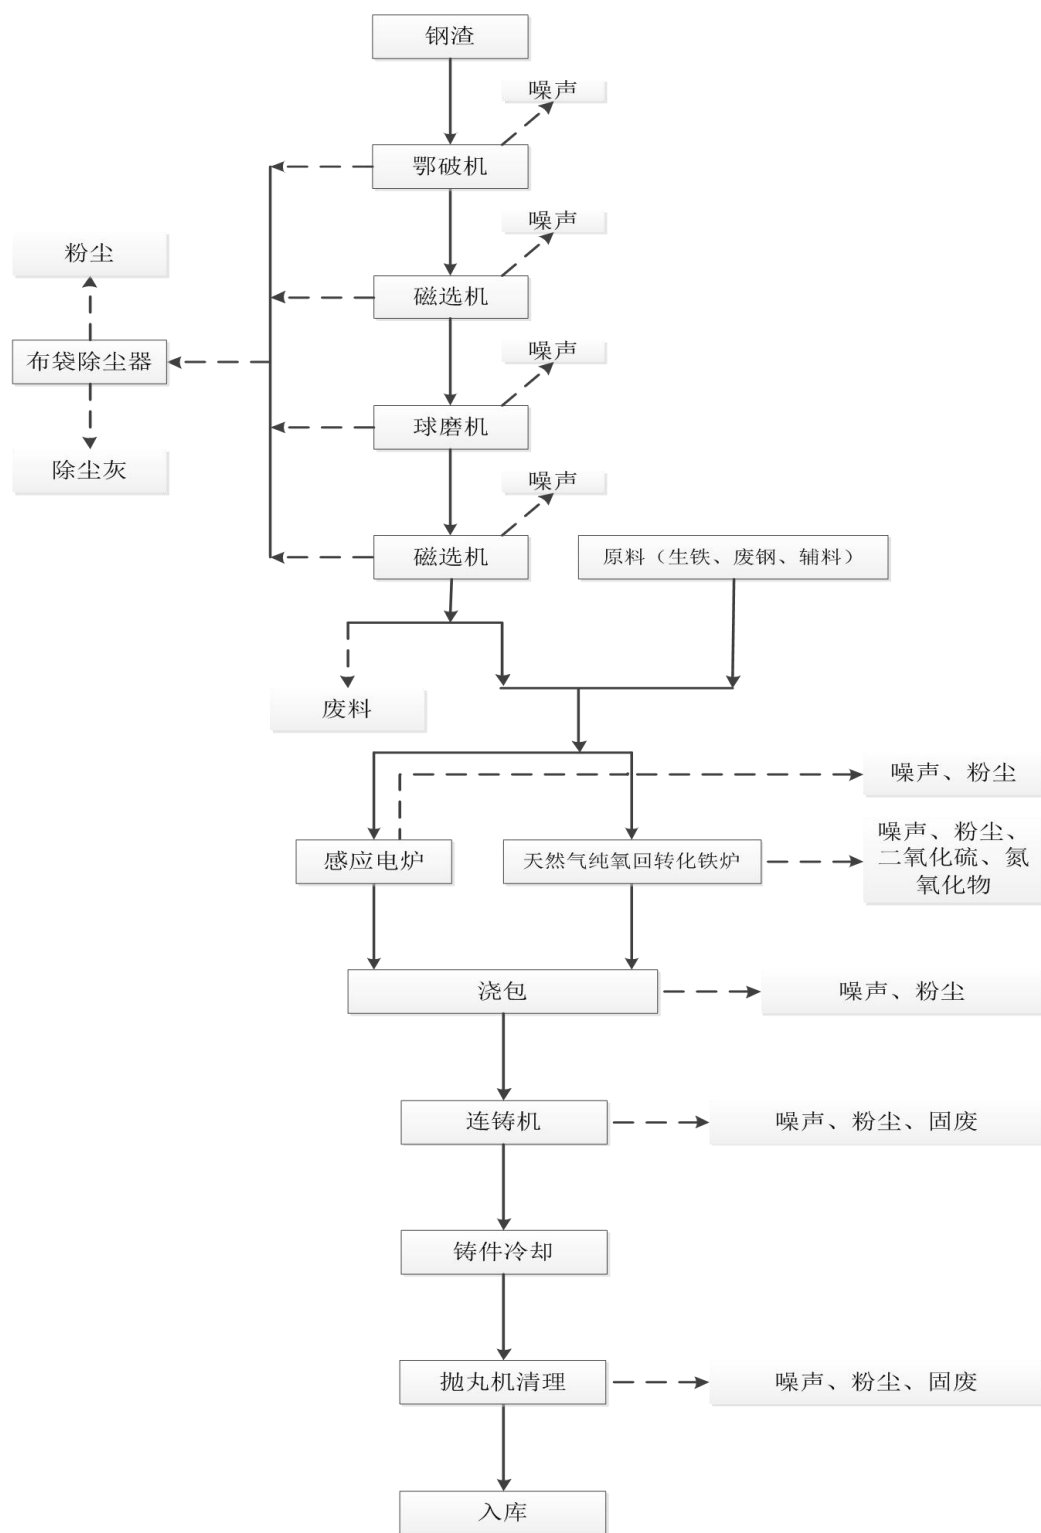 钢渣
噪声
鄂破机
噪声
粉尘
磁选机
噪声
布袋除尘器
球磨机
除尘灰
噪声
磁选机
原料（生铁、废钢、辅料）
废料
噪声、粉尘
感应电炉
天然气纯氧回转化铁炉
噪声、粉尘、
二氧化硫、氮
氧化物
浇包
噪声、粉尘
连铸机
噪声、粉尘、固废
铸件冷却
抛丸机清理
噪声、粉尘、固废
入库